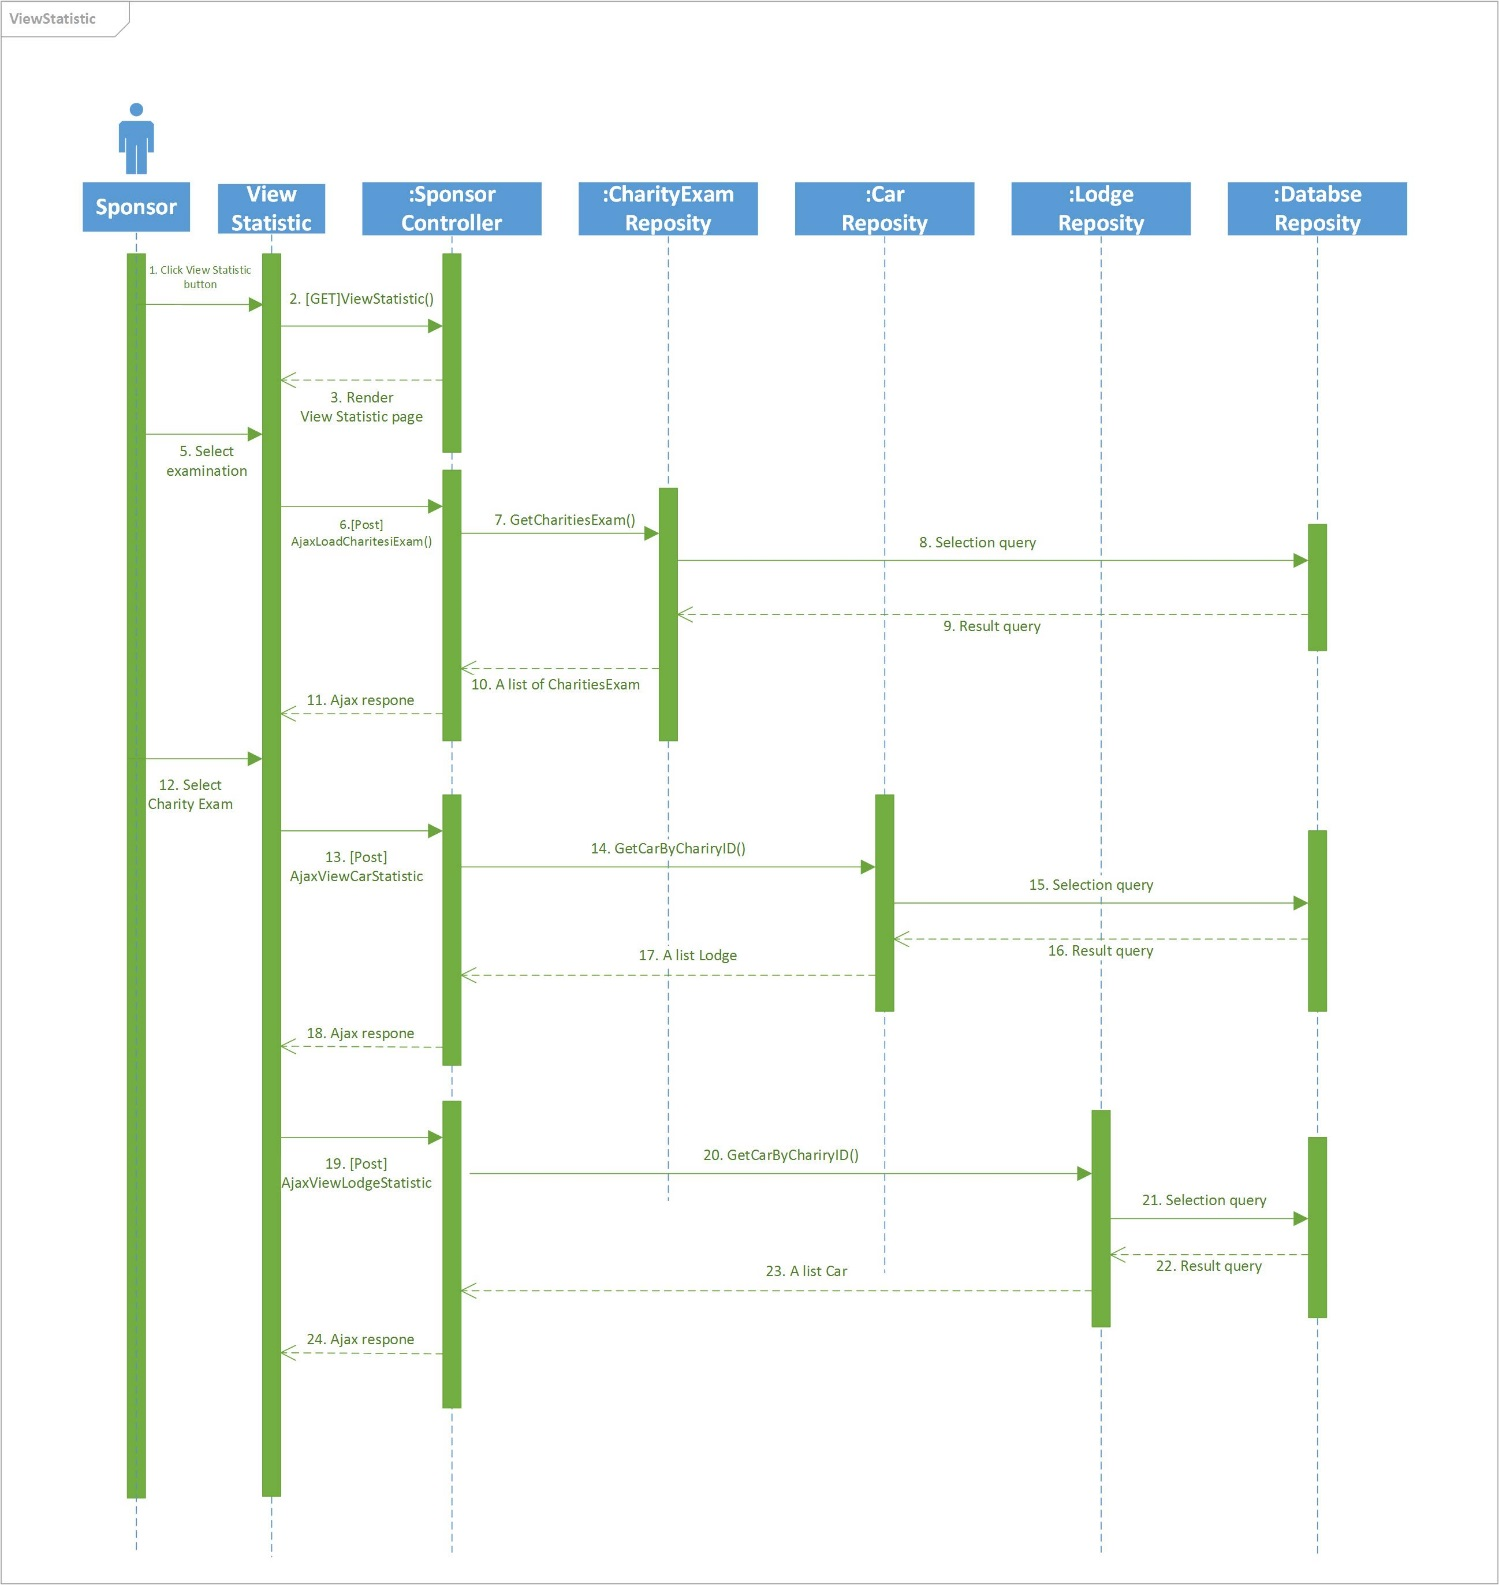 ViewStatistic
Sponsor
View
Statistic
:Sponsor
Controller
:CharityExam
Reposity
:Car
Reposity
:Lodge
Reposity
:Databse
Reposity
1. Click View Statistic
button
2. [GET]ViewStatistic()
3. Render
View Statistic page
5. Select
examination
6.[Post]
AjaxLoadCharitesiExam()
7. GetCharitiesExam()
8. Selection query
9. Result query
10. A list of CharitiesExam
11. Ajax respone
12. Select
Charity Exam
13. [Post]
AjaxViewCarStatistic
14. GetCarByChariryID()
15. Selection query
16. Result query
17. A list Lodge
18. Ajax respone
19. [Post]
AjaxViewLodgeStatistic
20. GetCarByChariryID()
21. Selection query
22. Result query
23. A list Car
24. Ajax respone